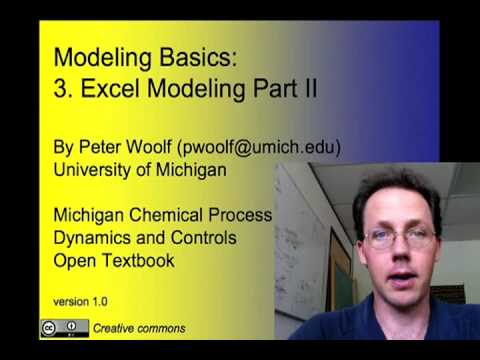 Modeling Basics:
3. Excel Modeling Part II
By Peter Woolf (pwoolf@umich.edu)
University of Michigan
Michigan Chemical Process
Dynamics and Controls
Open Textbook
version 1.0
Creative commons